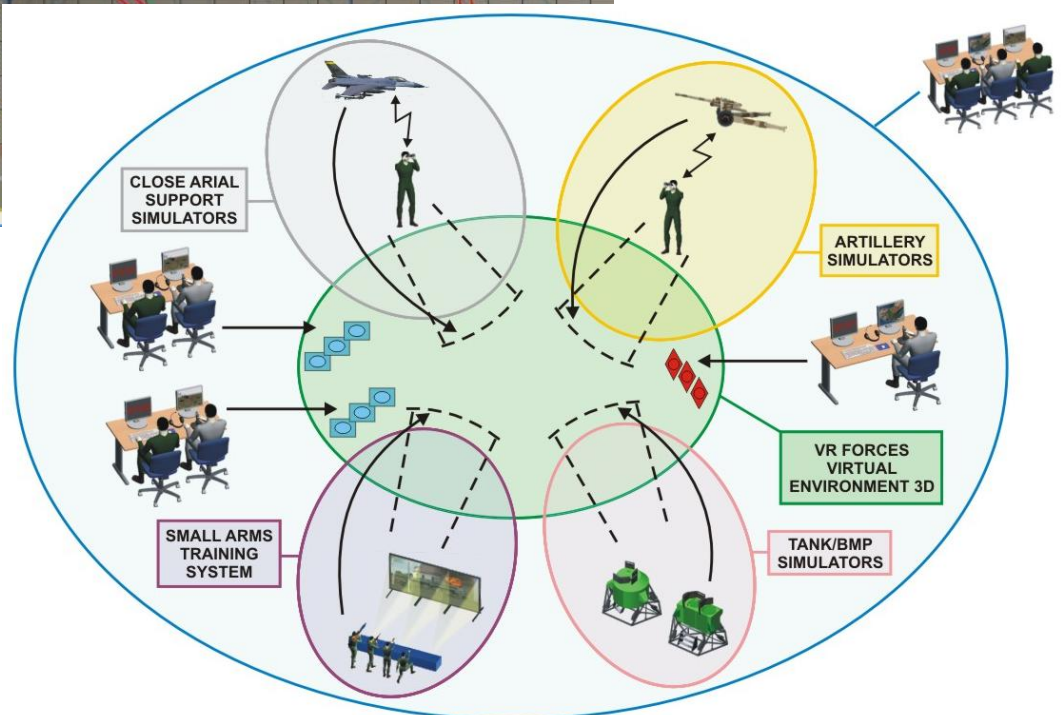 CLOSE ARIAL
SUPPORT
SIMULATORS
ARTILLERY
SIMULATORS
VR FORCES
VIRTUAL
ENVIRONMENT 3D
SMALL ARMS
TRAINING
SYSTEM
TANK/BMP
SIMULATORS